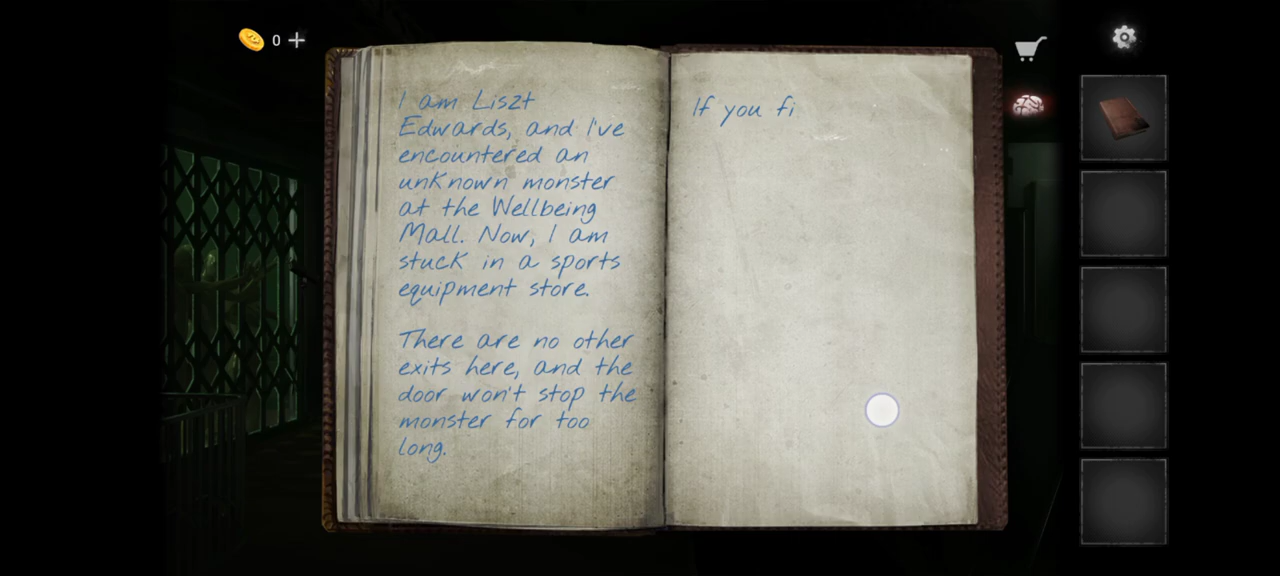 0
I am Liszt
Edwards, and I've
encountered an
unknown monster
at the Wellbeing
Mall. Now, I am
stuck in a sports
equipment store.
There are no other
exits here, and the
door won't stop the
monster for too
long.
If you fi